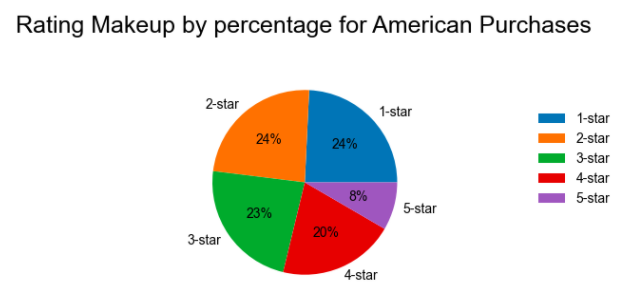 Rating Makeup by percentage for American Purchases
2-star
1-star
24%
24%
23%
20%
8%
3-star
4-star
5-star
1-star
2-star
3-star
4-star
5-star